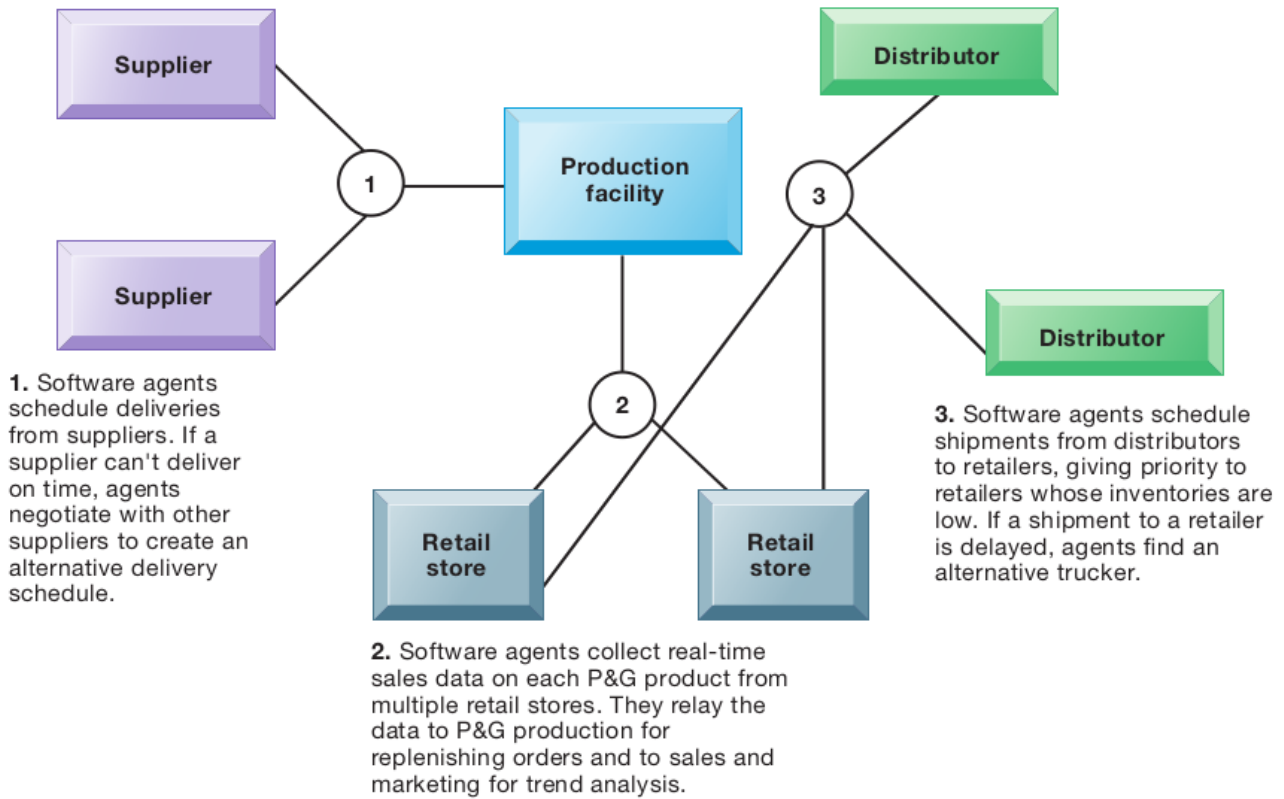 Supplier
Distributor
Production
facility
1
3
Supplier
Distributor
2
1. Software agents
schedule deliveries
from suppliers. If a
supplier can't deliver
on time, agents
negotiate with other
suppliers to create an
alternative delivery
schedule.
3. Software agents schedule
shipments from distributors
to retailers, giving priority to
retailers whose inventories are
low. If a shipment to a retailer
is delayed, agents find an
alternative trucker.
Retail
store
Retail
store
2. Software agents collect real-time
sales data on each P&G product from
multiple retail stores. They relay the
data to P&G production for
replenishing orders and to sales and
marketing for trend analysis.